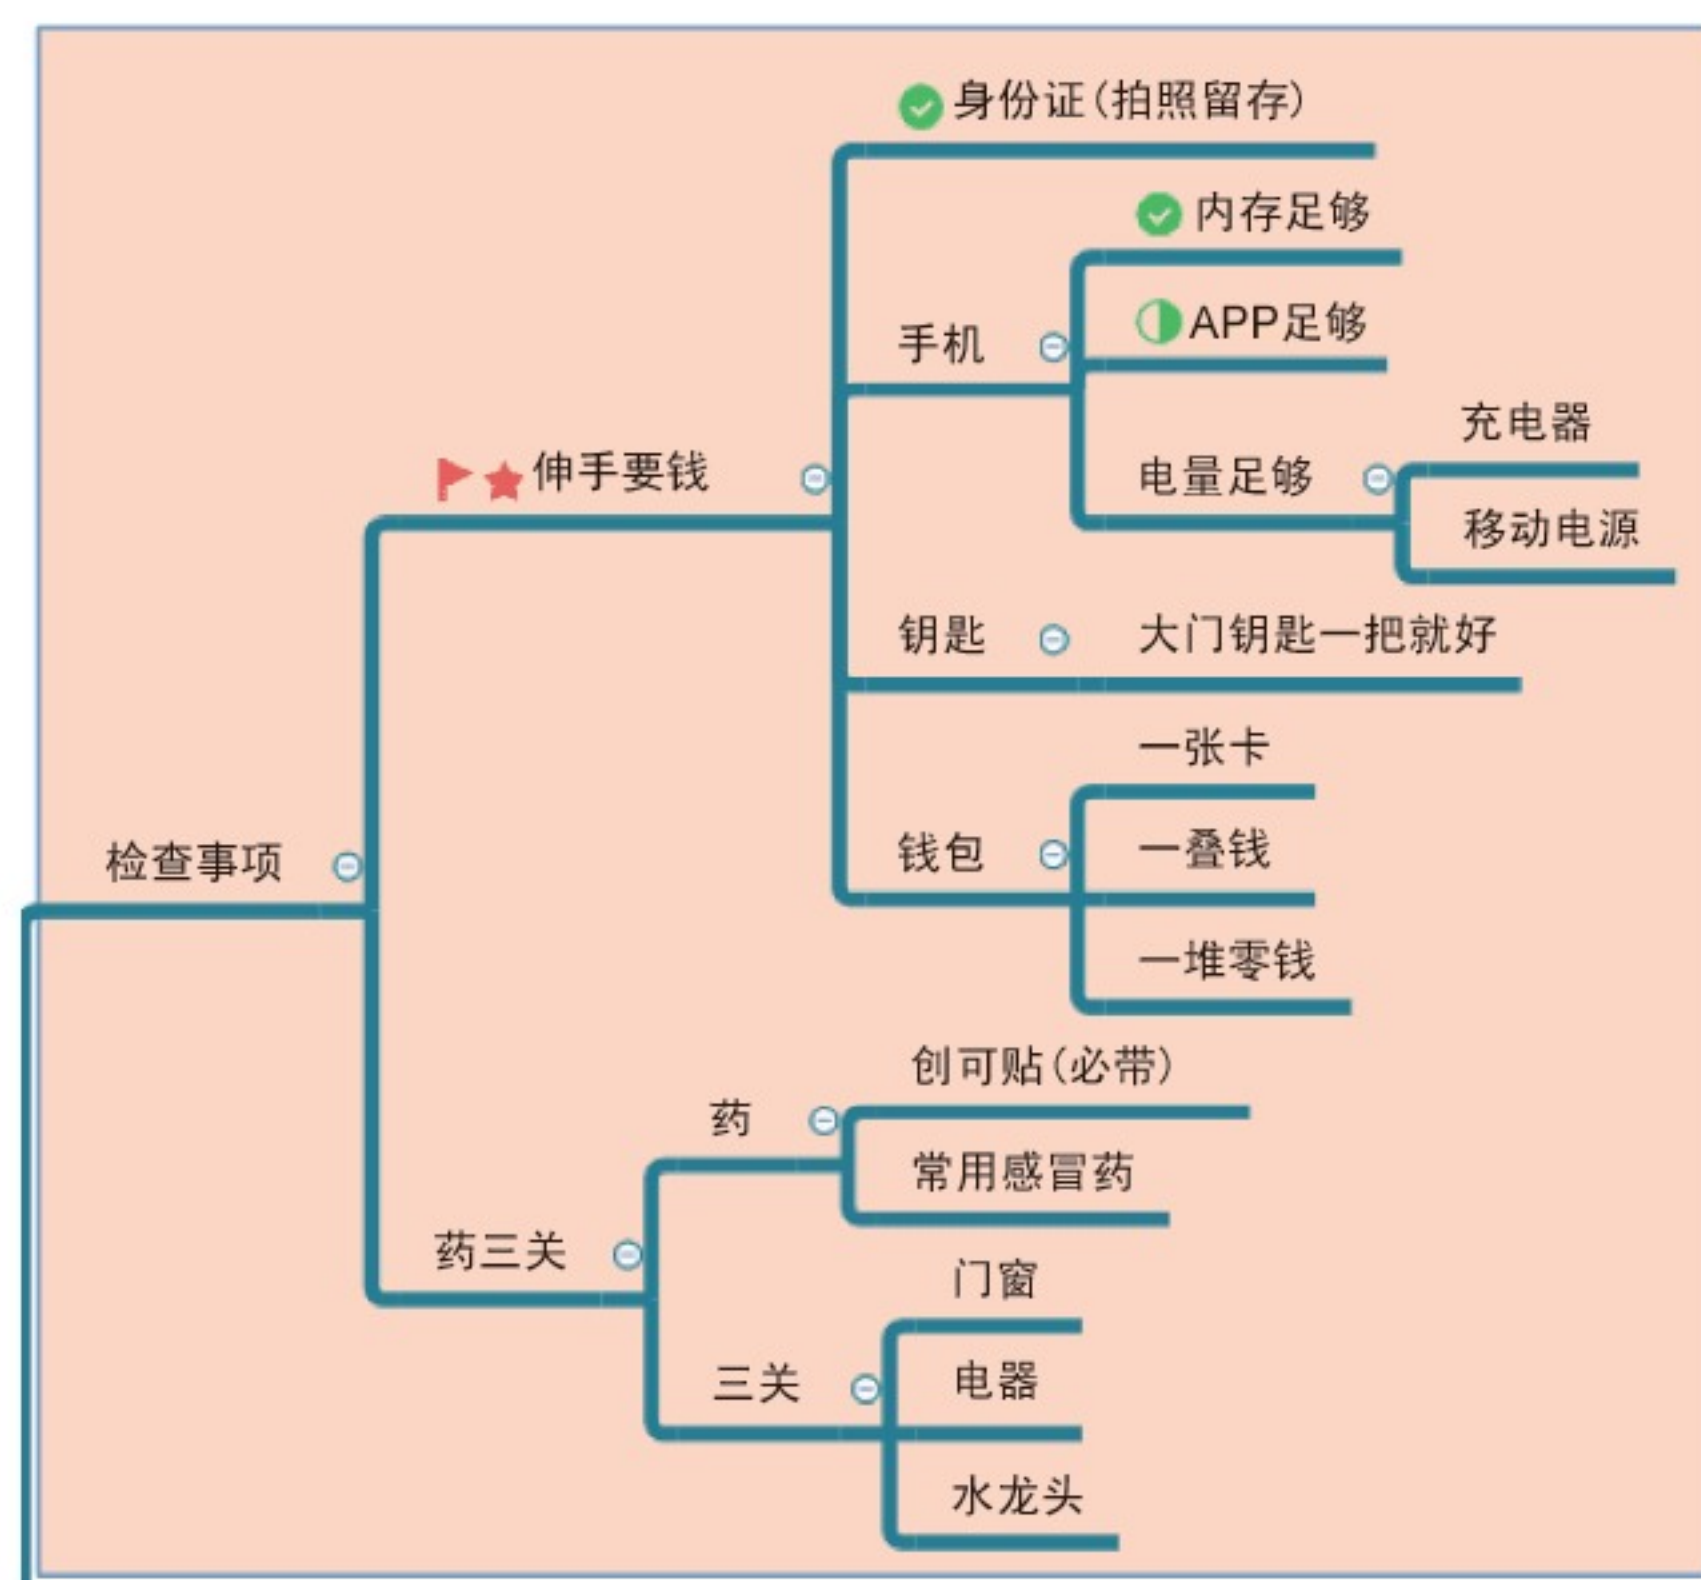 身份证(拍照留存)
内存足够
APP足够
手机
充电器
电量足够
移动电源
伸手要钱
钥匙
大门钥匙一把就好
一张卡
钱包
一叠钱
一堆零钱
检查事项
创可贴(必带)
药
常用感冒药
药三关
门窗
三关
电器
水龙头